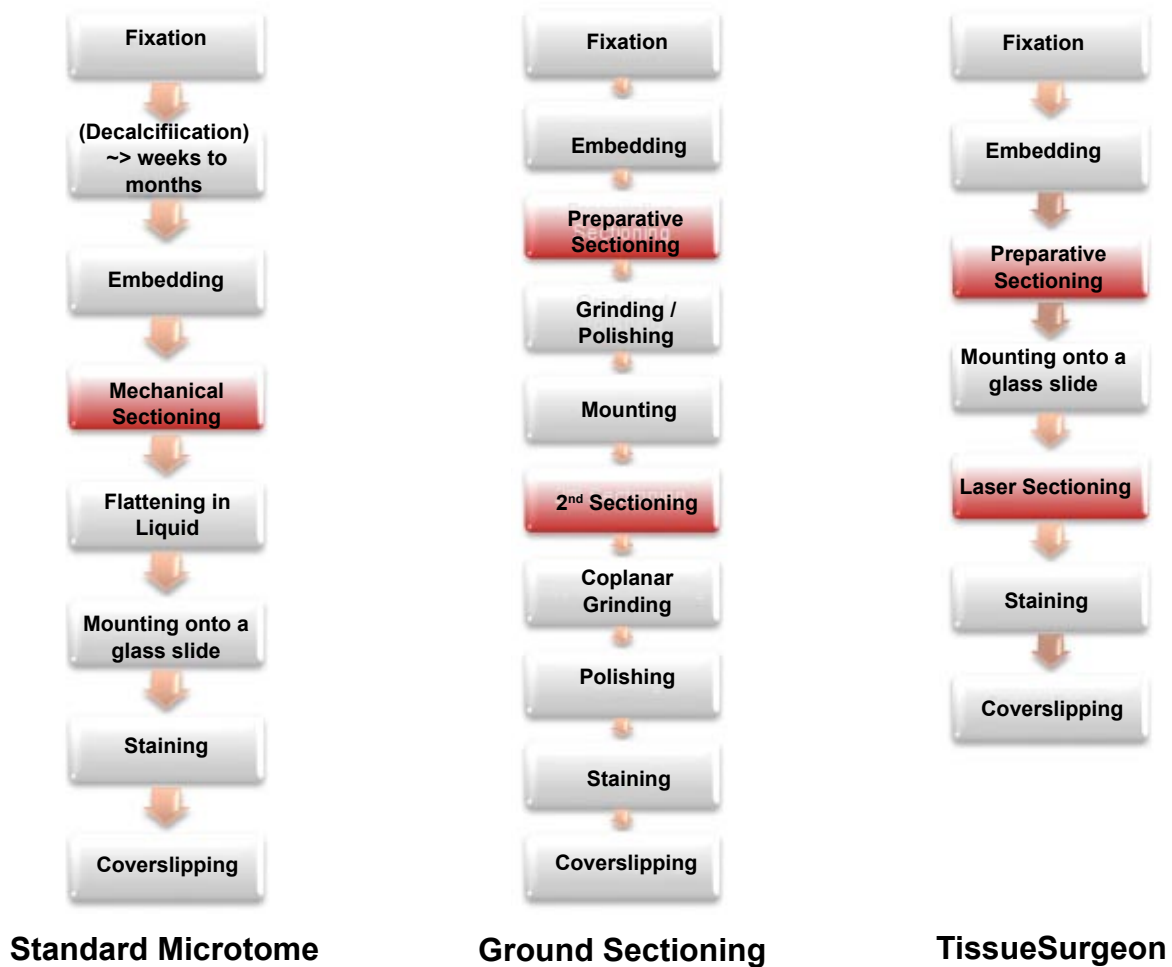 Fixation
(Decalcifiication)
~> weeks to
months
Embedding
Mechanical
Sectioning
Flattening in
Liquid
Mounting onto a
glass slide
Staining
Coverslipping
Standard Microtome
Fixation
Embedding
Preparative
Sectioning
Grinding /
Polishing
Mounting
2nd Sectioning
Coplanar
Grinding
Polishing
Staining
Coverslipping
Ground Sectioning
Fixation
Embedding
Preparative
Sectioning
Mounting onto a
glass slide
Laser Sectioning
Staining
Coverslipping
TissueSurgeon